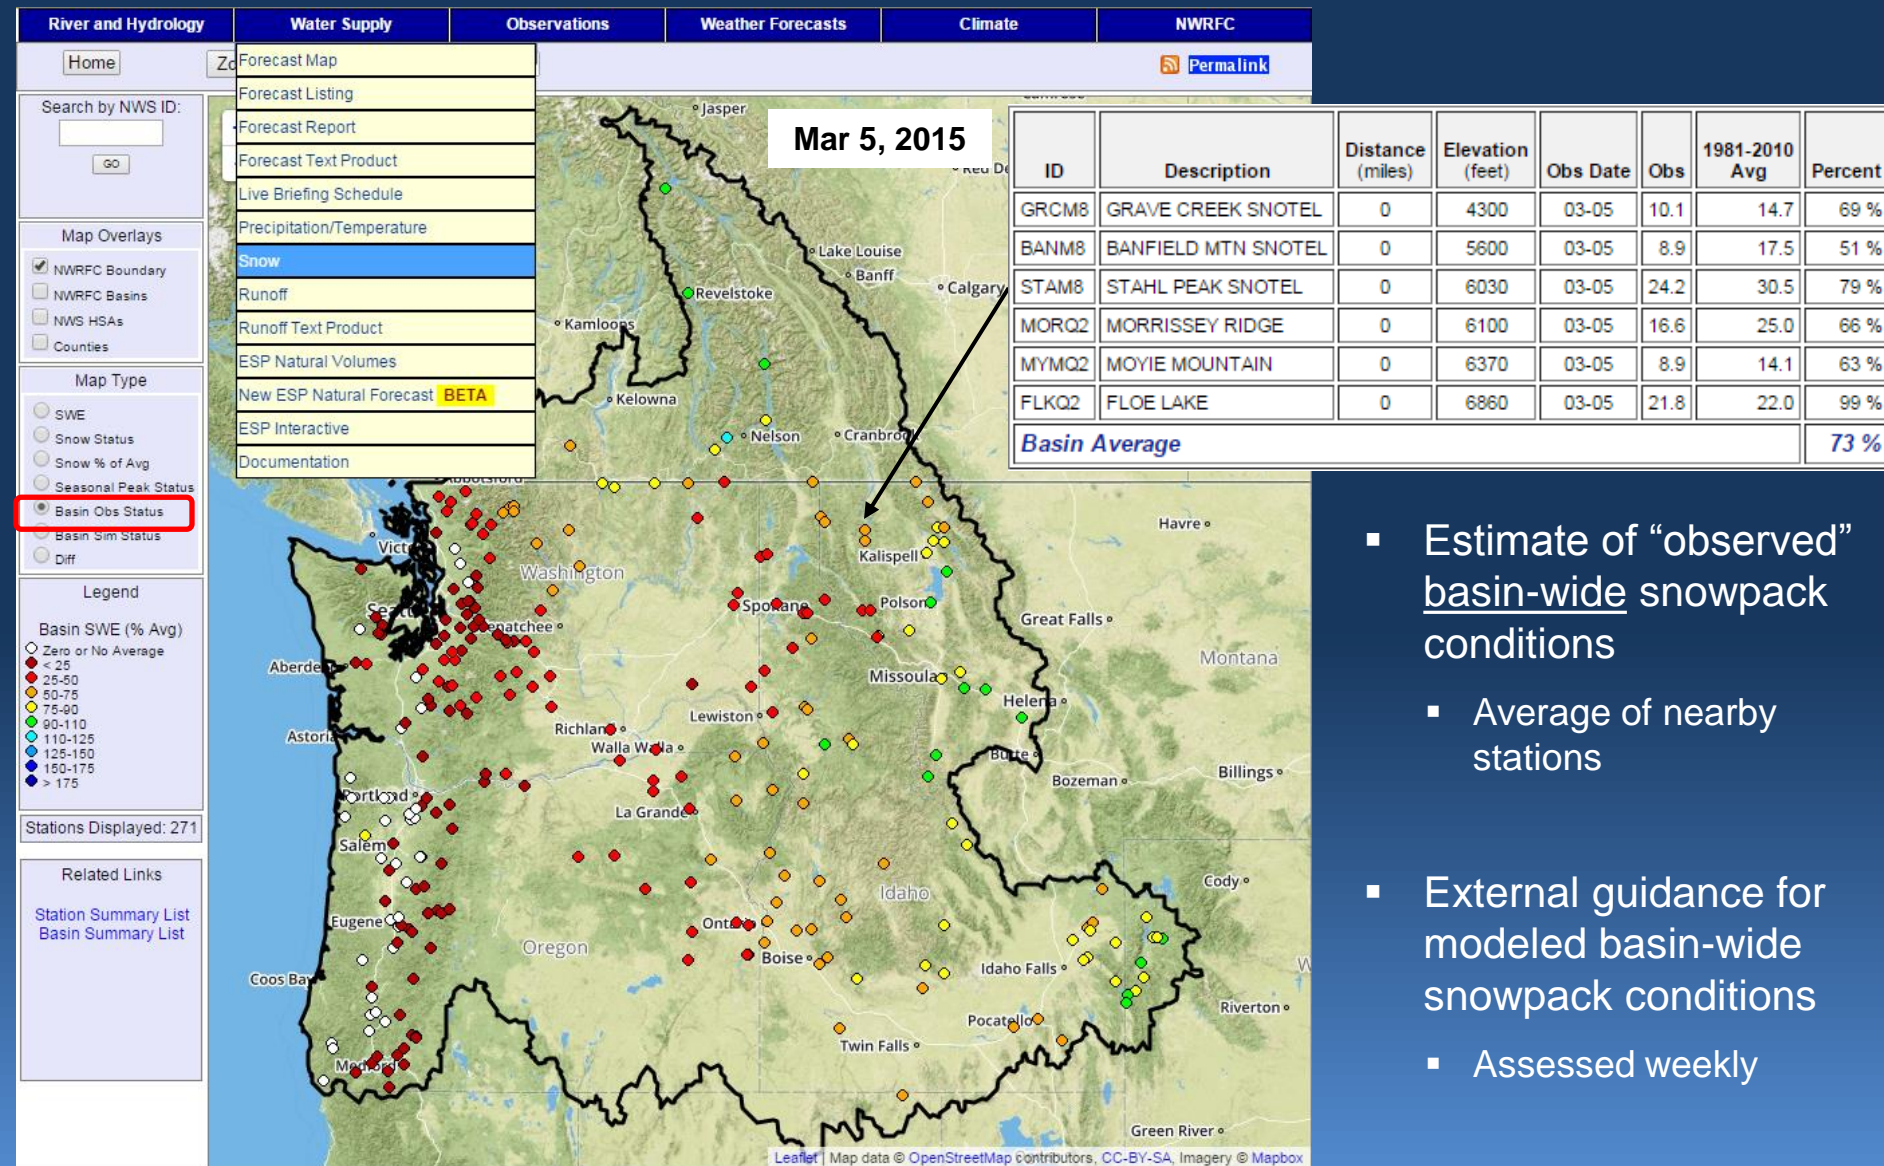 River and Hydrology Water Supply Observations Weather Forecasts Climate NWRFC
Home
Permalink
Forecast Map
Forecast Listing
Forecast Report
Forecast Text Product
Live Briefing Schedule
Precipitation/Temperature
Snow
Runoff
Runoff Text Product
ESP Natural Volumes
New ESP Natural Forecast BETA
ESP Interactive
Documentation
Search by NWS ID:
GO
Map Overlays
NWRFC Boundary
NWRFC Basins
NWS HSAs
Counties
Map Type
SWE
Snow Status
Snow % of Avg
Seasonal Peak Status
Basin Obs Status
Basin Sim Status
Diff
Legend
Basin SWE (% Avg)
Zero or No Average
< 25
25-50
50-75
75-90
90-110
110-125
125-150
150-175
> 175
Stations Displayed: 271
Related Links
Station Summary List
Basin Summary List
Mar 5, 2015
ID Description Distance (miles) Elevation (feet) Obs Date Obs 1981-2010 Avg Percent
GRCM8 GRAVE CREEK SNOTEL 0 4300 03-05 10.1 14.7 69 %
BANM8 BANFIELD MTN SNOTEL 0 5600 03-05 8.9 17.5 51 %
STAM8 STAHL PEAK SNOTEL 0 6030 03-05 24.2 30.5 79 %
MORQ2 MORRISSEY RIDGE 0 6100 03-05 16.6 25.0 66 %
MYMQ2 MOYIE MOUNTAIN 0 6370 03-05 8.9 14.1 63 %
FLKQ2 FLOE LAKE 0 6860 03-05 21.8 22.0 99 %
Basin Average 73 %
Jasper
Lake Louise
Banff
Calgary
Revelstoke
Kamloops
Kelowna
Nelson
Cranbrook
Havre
Kalispell
Washington
Spokane
Polson
Great Falls
Montana
Missoula
Helena
Lewiston
Richland
Walla Walla
Butte
Bozeman
Billings
La Grande
Salem
Idaho
Cody
Eugene
Oregon
Boise
Idaho Falls
Coos Bay
Riverton
Pocatello
Twin Falls
Medford
Green River
Leaflet | Map data © OpenStreetMap contributors, CC-BY-SA, Imagery © Mapbox
▪ Estimate of “observed”
basin-wide snowpack
conditions
▪ Average of nearby
stations
▪ External guidance for
modeled basin-wide
snowpack conditions
▪ Assessed weekly